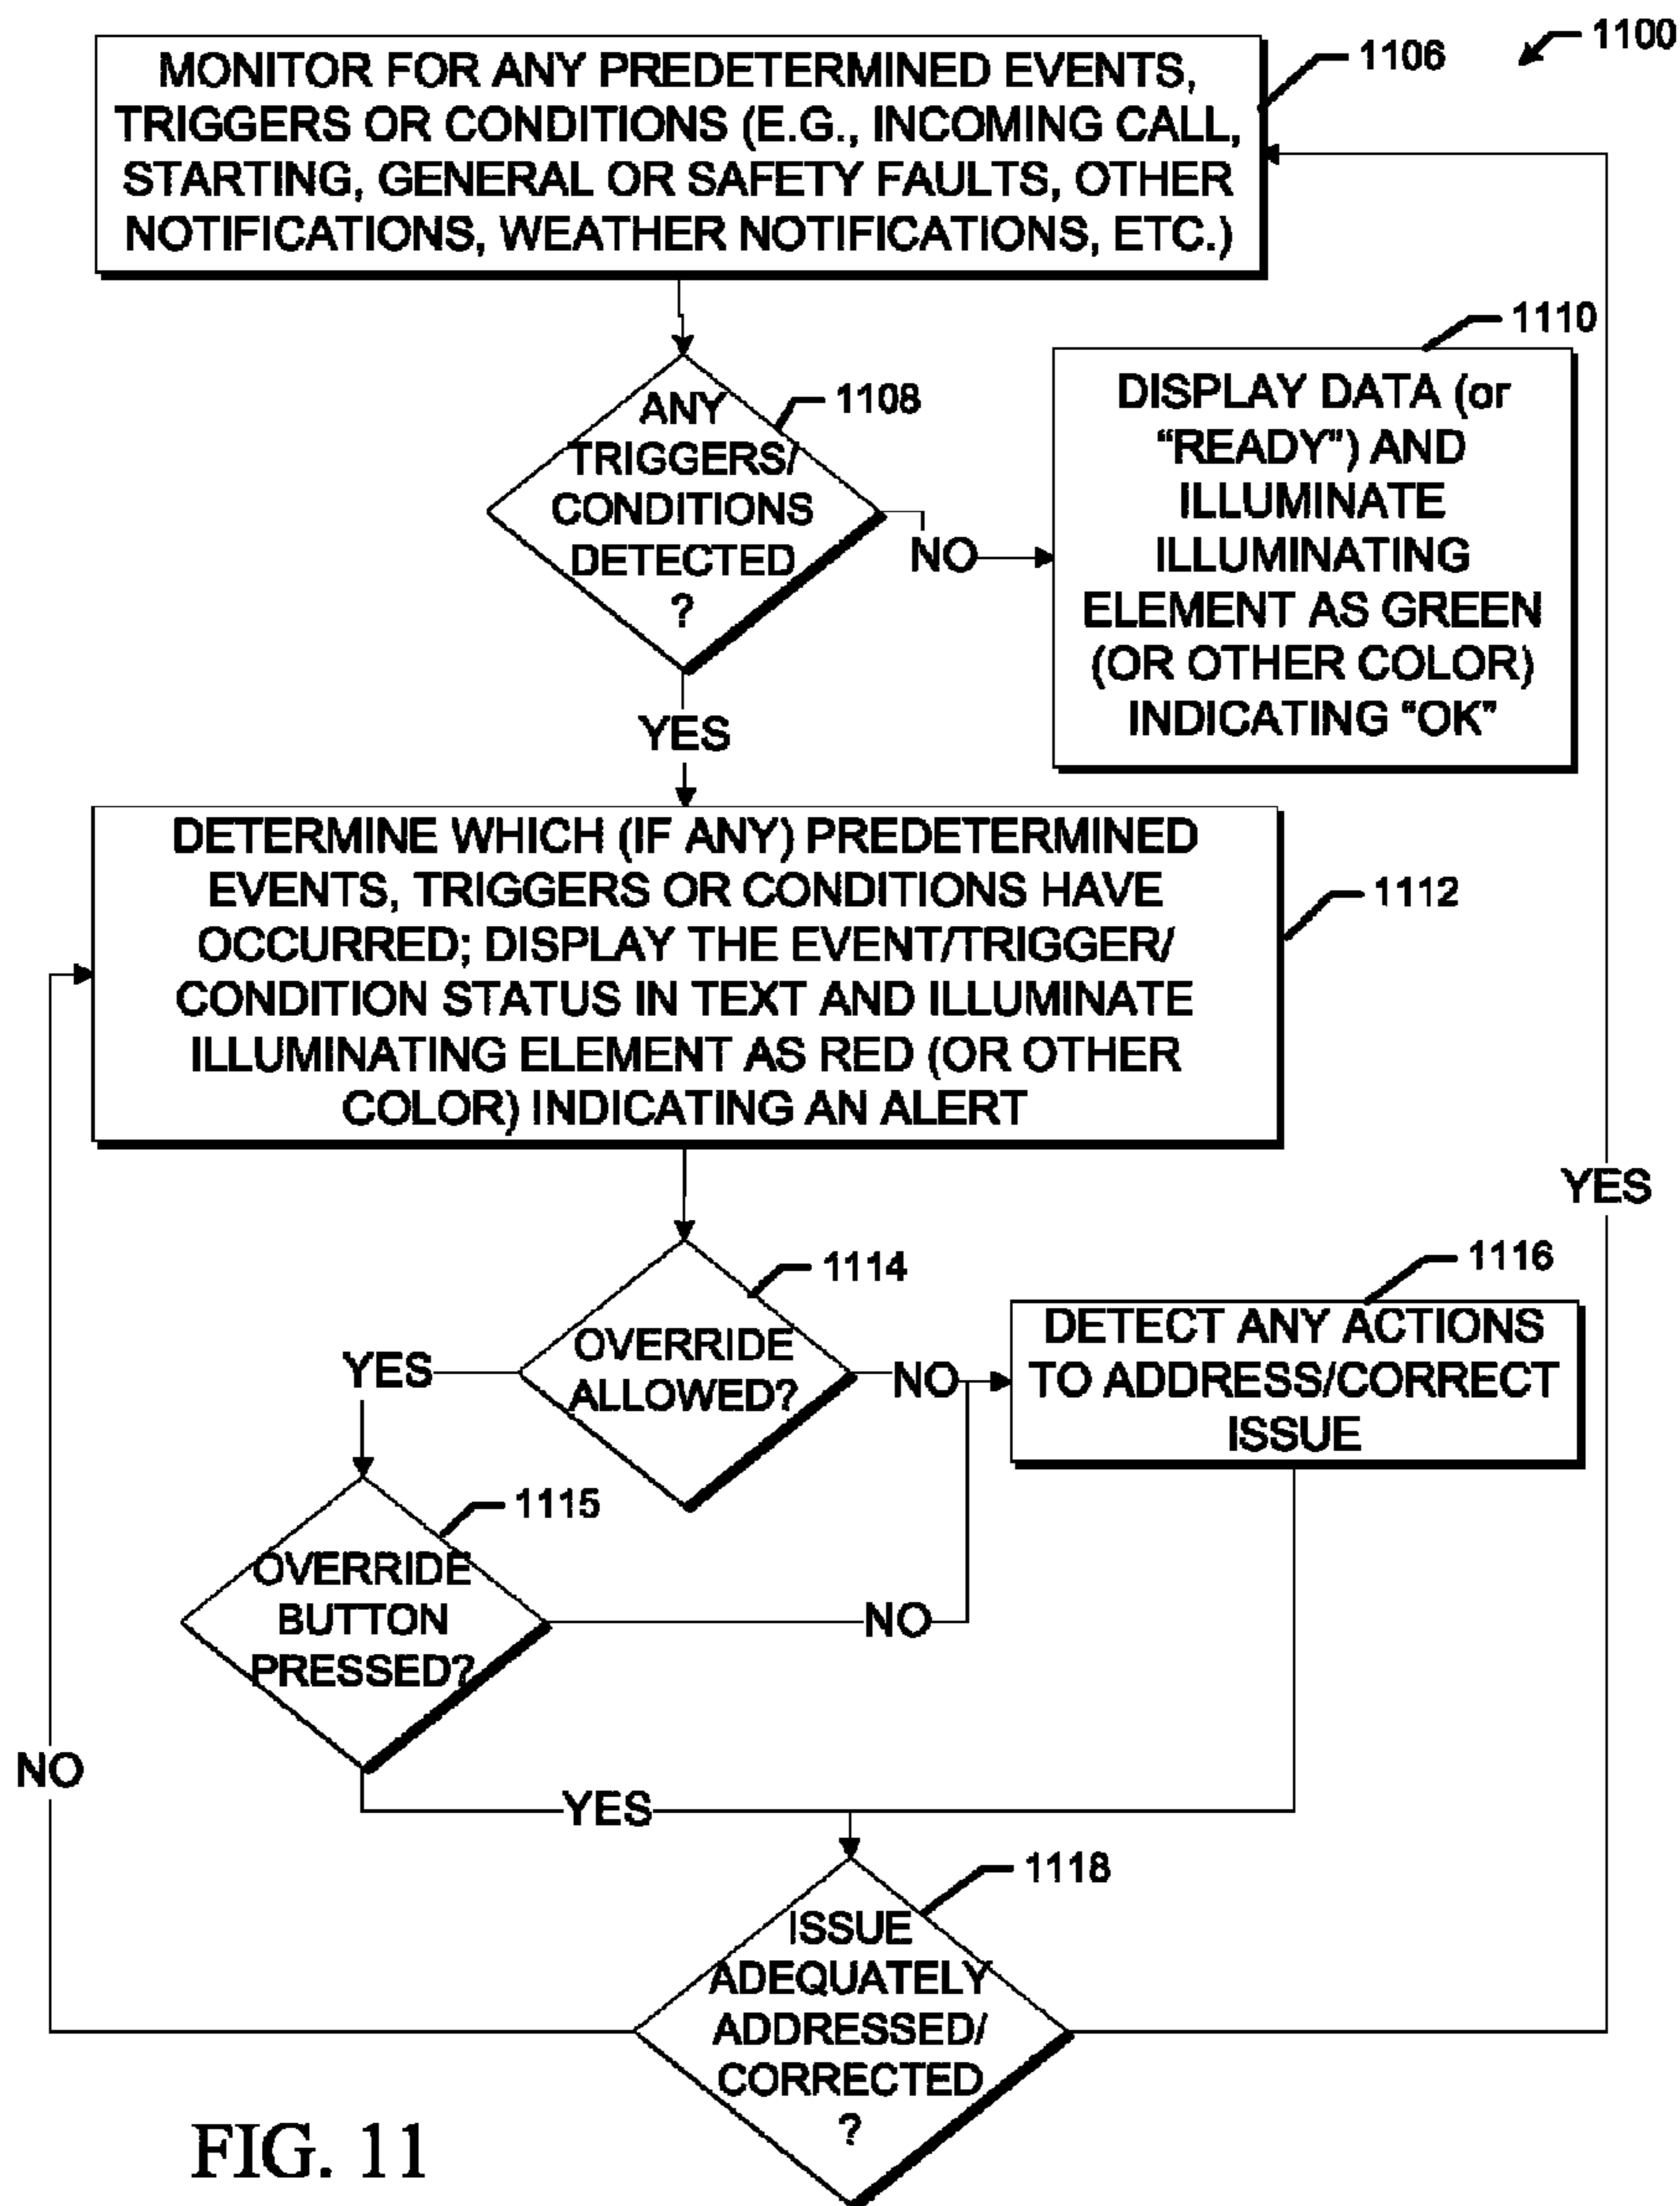 1100
1106
MONITOR FOR ANY PREDETERMINED EVENTS,
TRIGGERS OR CONDITIONS (E.G., INCOMING CALL,
STARTING, GENERAL OR SAFETY FAULTS, OTHER
NOTIFICATIONS, WEATHER NOTIFICATIONS, ETC.)
1108
ANY
TRIGGERS/
CONDITIONS
DETECTED
?
NO
1110
DISPLAY DATA (or
“READY”) AND
ILLUMINATE
ILLUMINATING
ELEMENT AS GREEN
(OR OTHER COLOR)
INDICATING “OK”
YES
DETERMINE WHICH (IF ANY) PREDETERMINED
EVENTS, TRIGGERS OR CONDITIONS HAVE
OCCURRED; DISPLAY THE EVENT/TRIGGER/
CONDITION STATUS IN TEXT AND ILLUMINATE
ILLUMINATING ELEMENT AS RED (OR OTHER
COLOR) INDICATING AN ALERT
1112
YES
1114
OVERRIDE
ALLOWED?
YES
NO
1116
DETECT ANY ACTIONS
TO ADDRESS/CORRECT
ISSUE
1115
OVERRIDE
BUTTON
PRESSED?
NO
NO
YES
1118
ISSUE
ADEQUATELY
ADDRESSED/
CORRECTED
?
FIG. 11